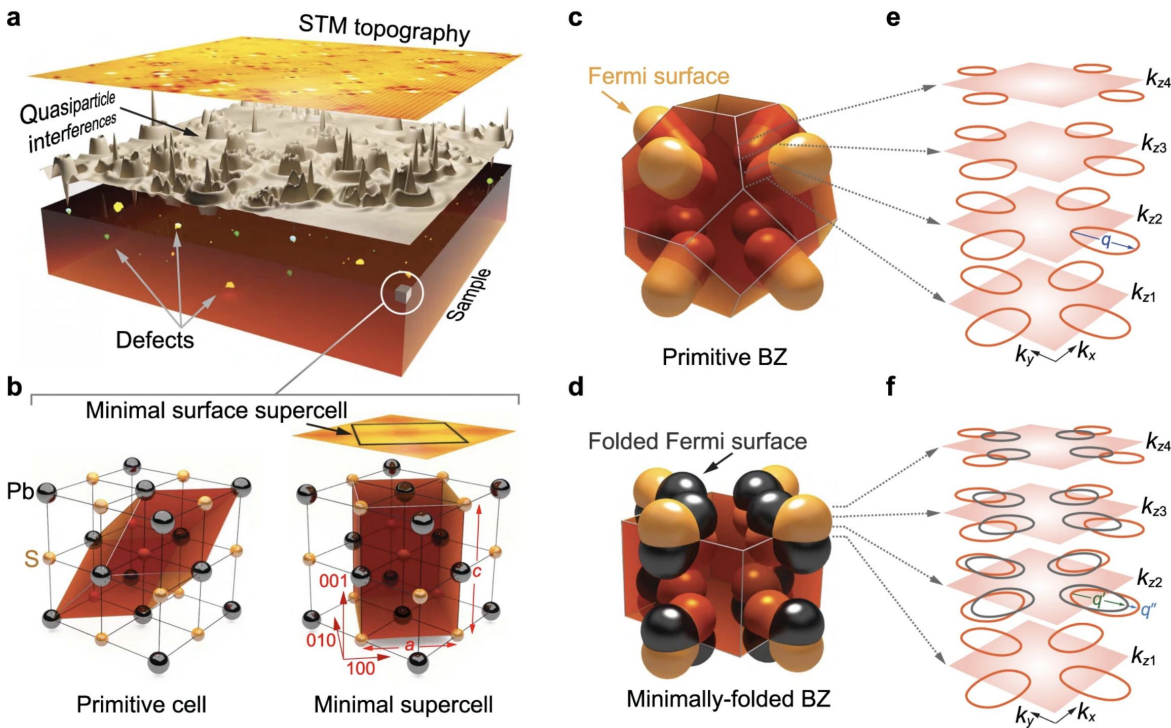 a
STM topography
Quasiparticle
interferences
Defects
Sample
b
Minimal surface supercell
Pb
S
001
010
100
a
c
Primitive cell
Minimal supercell
c
Fermi surface
Primitive BZ
d
Folded Fermi surface
Minimally-folded BZ
e
kz4
kz3
kz2
q
kz1
ky
kx
f
kz4
kz3
kz2
q'
q"
kz1
ky
kx